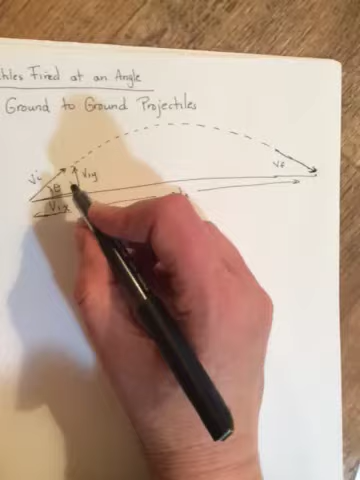 tiles Fired at an Angle
Ground to Ground Projectiles
Vi
θ
Viy
Vix
VF